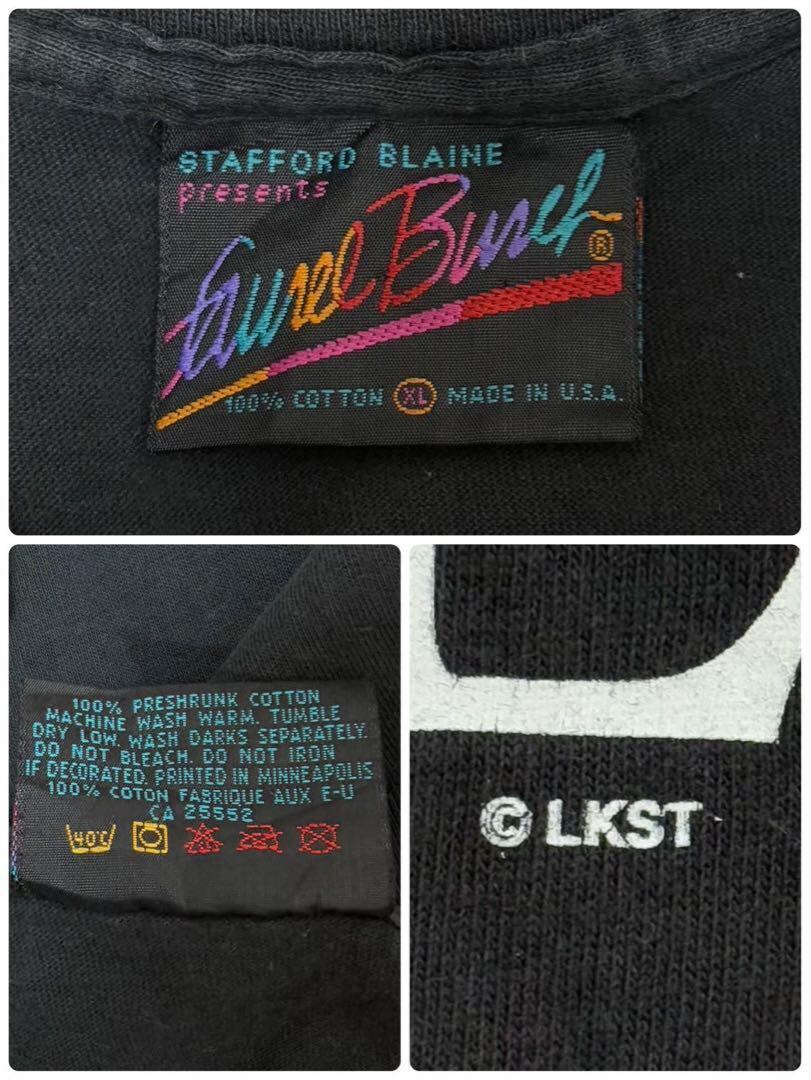 STAFFORD BLAINE
presents
Laurel Burch ®
100% COTTON XL MADE IN U.S.A.
100% PRESHRUNK COTTON
MACHINE WASH WARM. TUMBLE
DRY LOW. WASH DARKS SEPARATELY.
DO NOT BLEACH. DO NOT IRON
IF DECORATED. PRINTED IN MINNEAPOLIS
100% COTON FABRIQUE AUX E-U
CA 25552
40C
© LKST